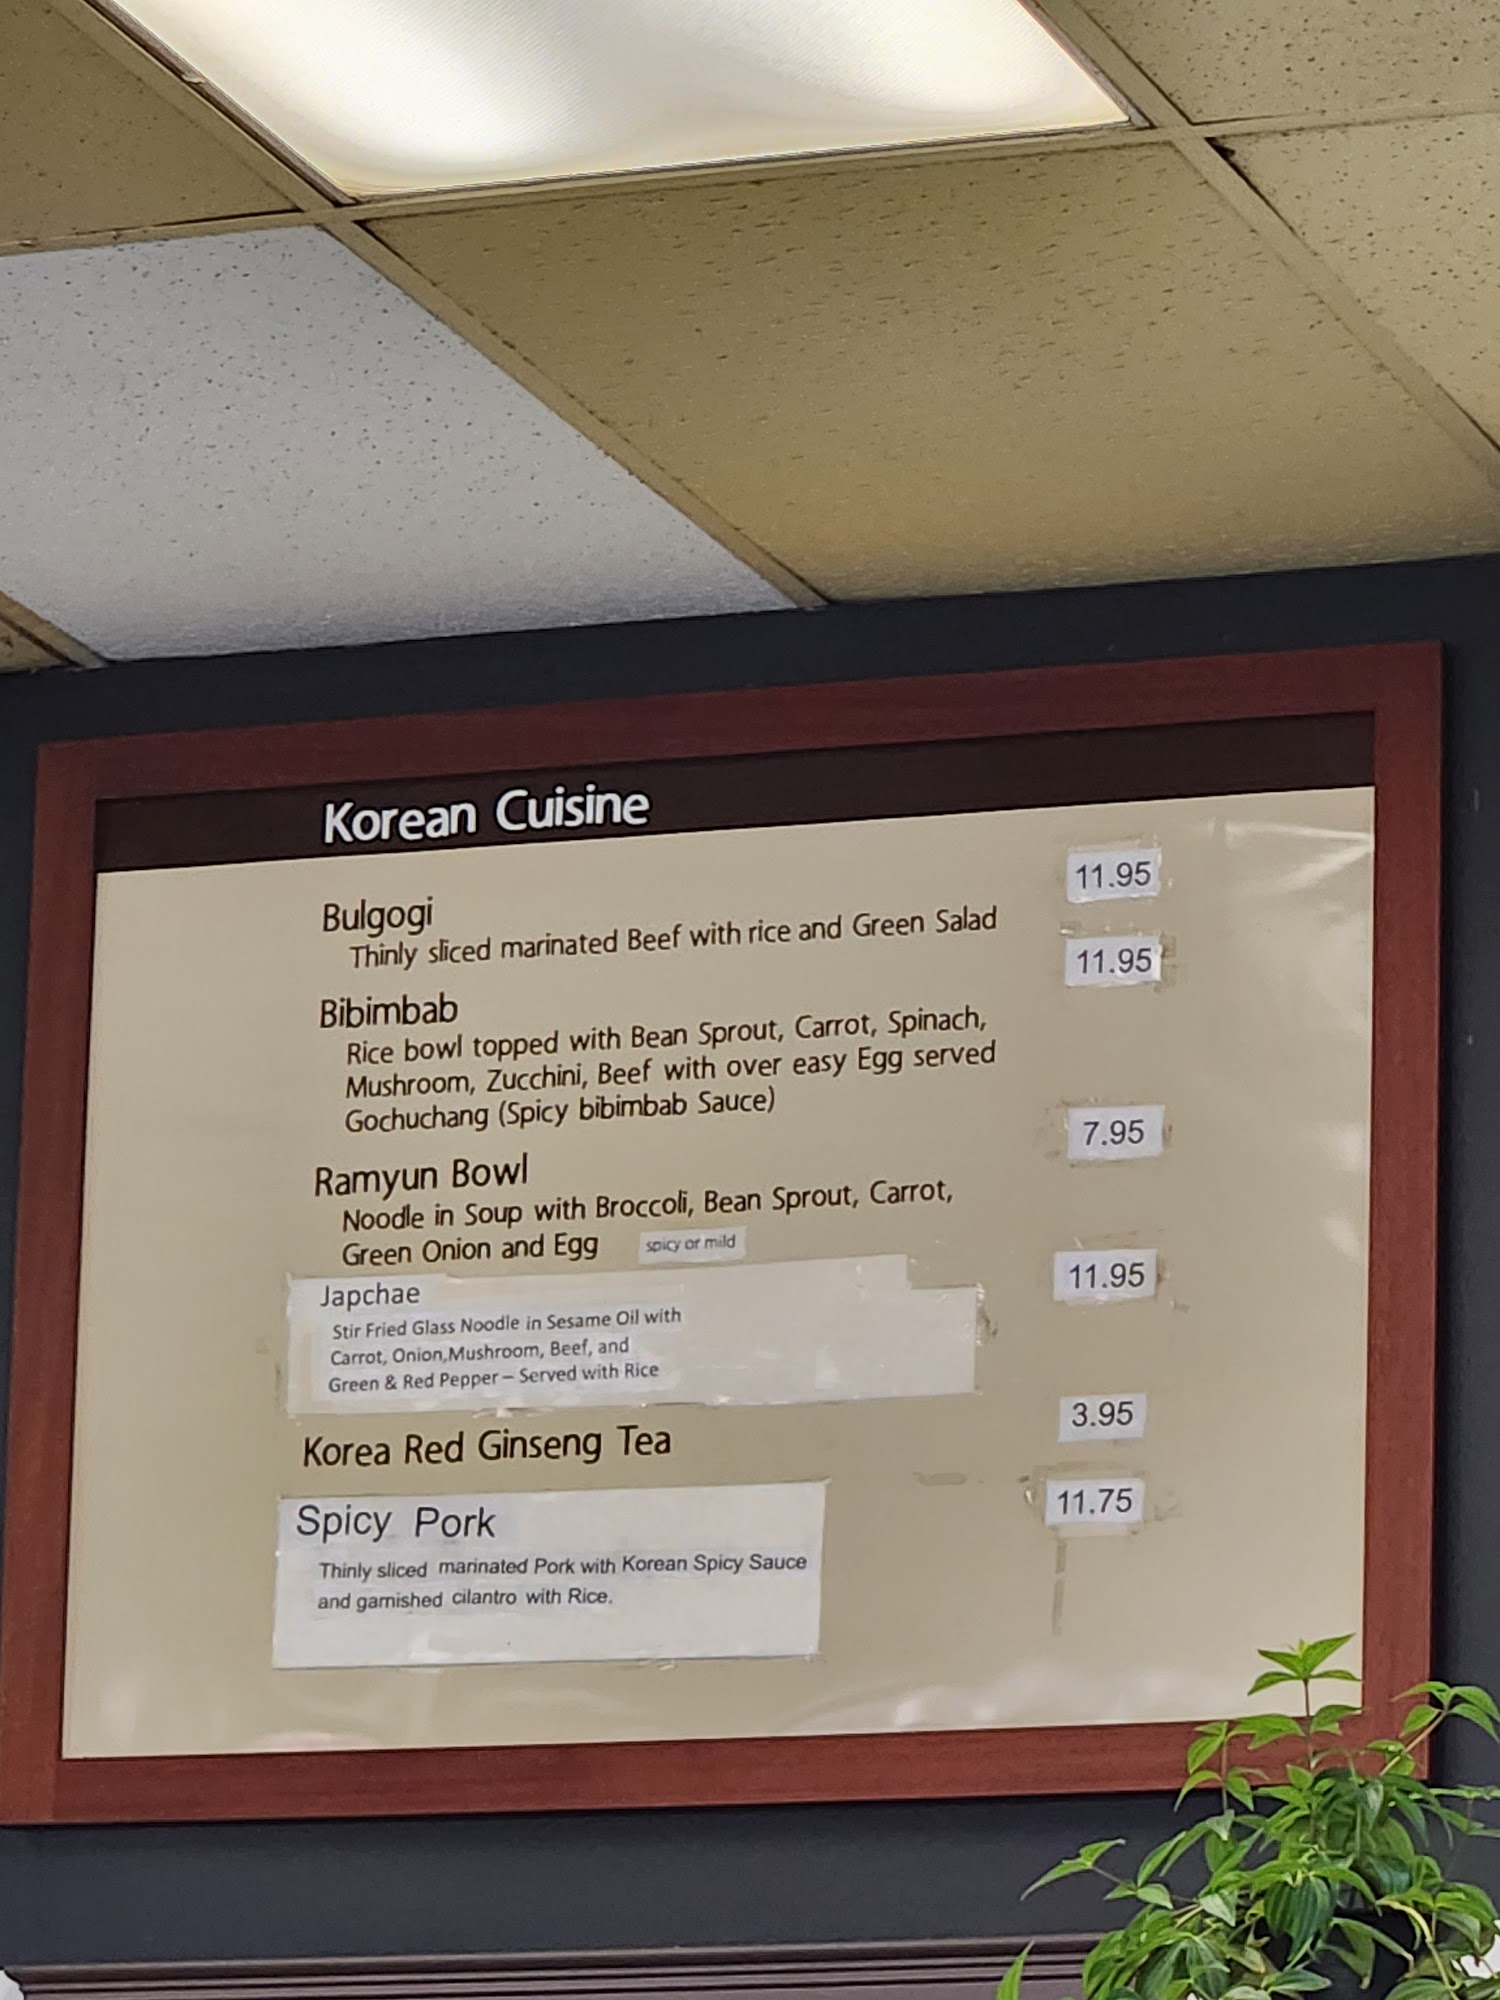 Korean Cuisine
Bulgogi 11.95
Thinly sliced marinated Beef with rice and Green Salad
Bibimbab 11.95
Rice bowl topped with Bean Sprout, Carrot, Spinach,
Mushroom, Zucchini, Beef with over easy Egg served
Gochuchang (Spicy bibimbab Sauce)
Ramyun Bowl 7.95
Noodle in Soup with Broccoli, Bean Sprout, Carrot,
Green Onion and Egg spicy or mild
Japchae 11.95
Stir Fried Glass Noodle in Sesame Oil with
Carrot, Onion,Mushroom, Beef, and
Green & Red Pepper – Served with Rice
Korea Red Ginseng Tea 3.95
Spicy Pork 11.75
Thinly sliced marinated Pork with Korean Spicy Sauce
and garnished cilantro with Rice.